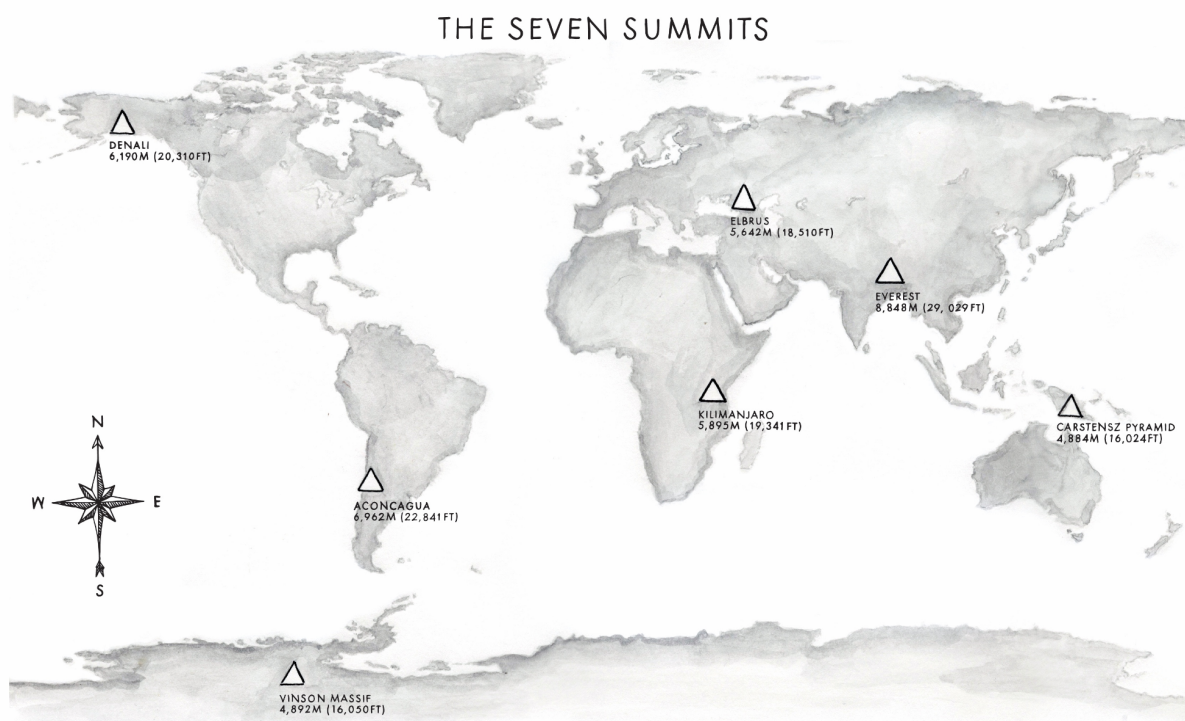 THE SEVEN SUMMITS
DENALI
6,190M (20,310FT)
ELBRUS
5,642M (18,510FT)
EVEREST
8,848M (29, 029FT)
KILIMANJARO
5,895M (19,341FT)
CARSTENSZ PYRAMID
4,884M (16,024FT)
N
W
E
S
ACONCAGUA
6,962M (22,841FT)
VINSON MASSIF
4,892M (16,050FT)